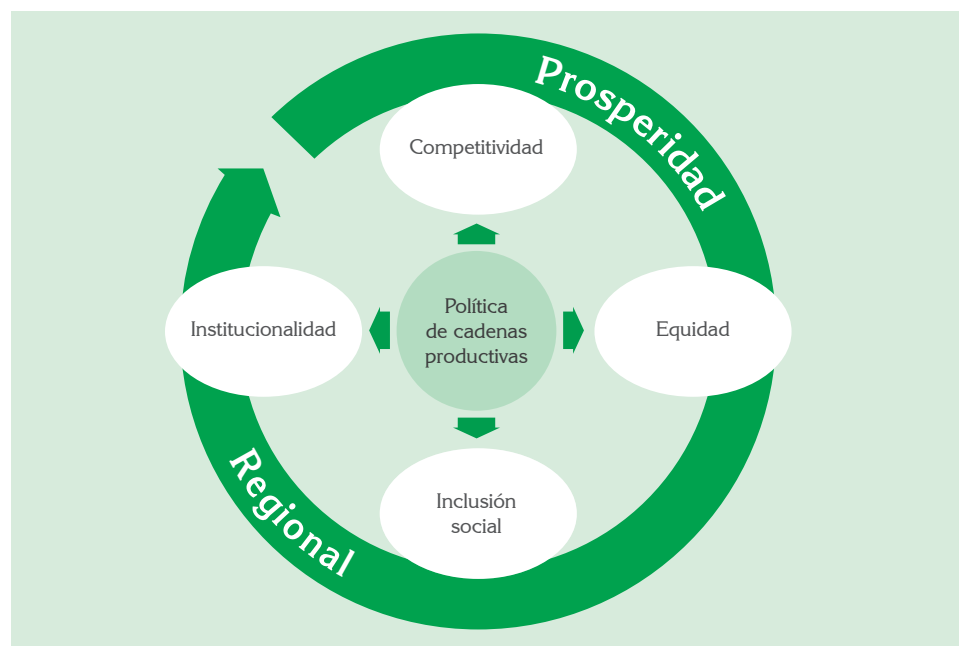 Prosperidad
Competitividad
Institucionalidad
Política
de cadenas
productivas
Equidad
Inclusión
social
Regional